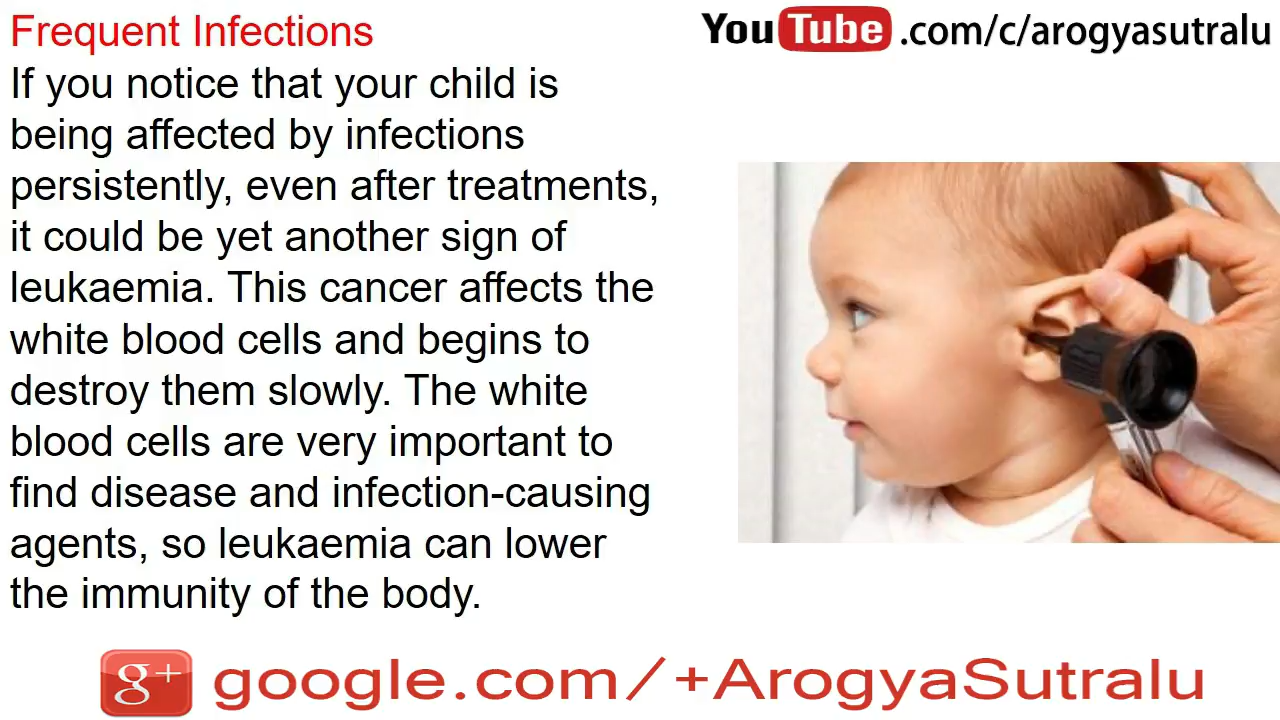 Frequent Infections
YouTube.com/c/arogyasutralu
If you notice that your child is
being affected by infections
persistently, even after treatments,
it could be yet another sign of
leukaemia. This cancer affects the
white blood cells and begins to
destroy them slowly. The white
blood cells are very important to
find disease and infection-causing
agents, so leukaemia can lower
the immunity of the body.
g+ google.com/+ArogyaSutralu